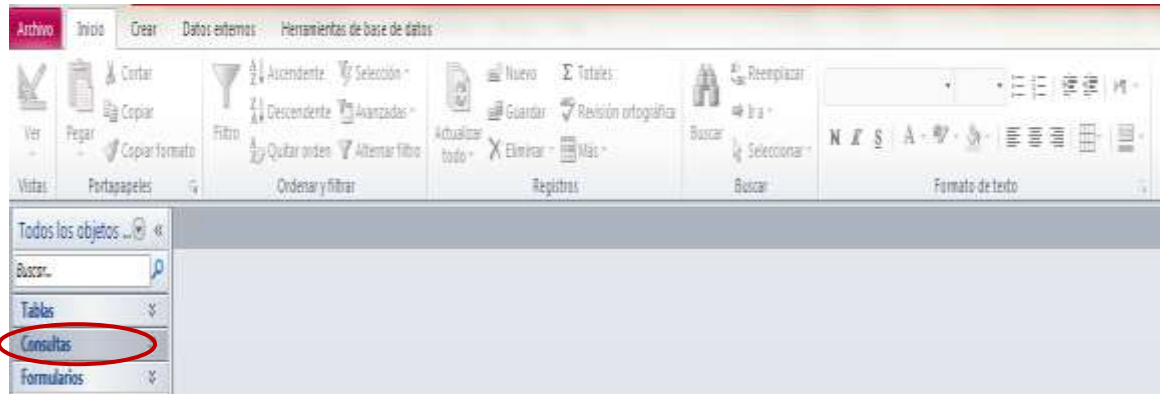 Archivo Inicio Crear Datos externos Herramientas de base de datos
Ver
Vistas
Pegar
Cortar
Copiar
Copiar formato
Portapapeles
Filtro
Ascendente
Descendente
Quitar orden
Selección
Avanzadas
Alternar filtro
Ordenar y filtrar
Actualizar
todo
Nuevo
Guardar
Eliminar
Σ Totales
Revisión ortográfica
Más
Registros
Buscar
Reemplazar
Ir a
Seleccionar
Buscar
N K S A
Formato de texto
Todos los objetos ...
Buscar...
Tablas
Consultas
Formularios